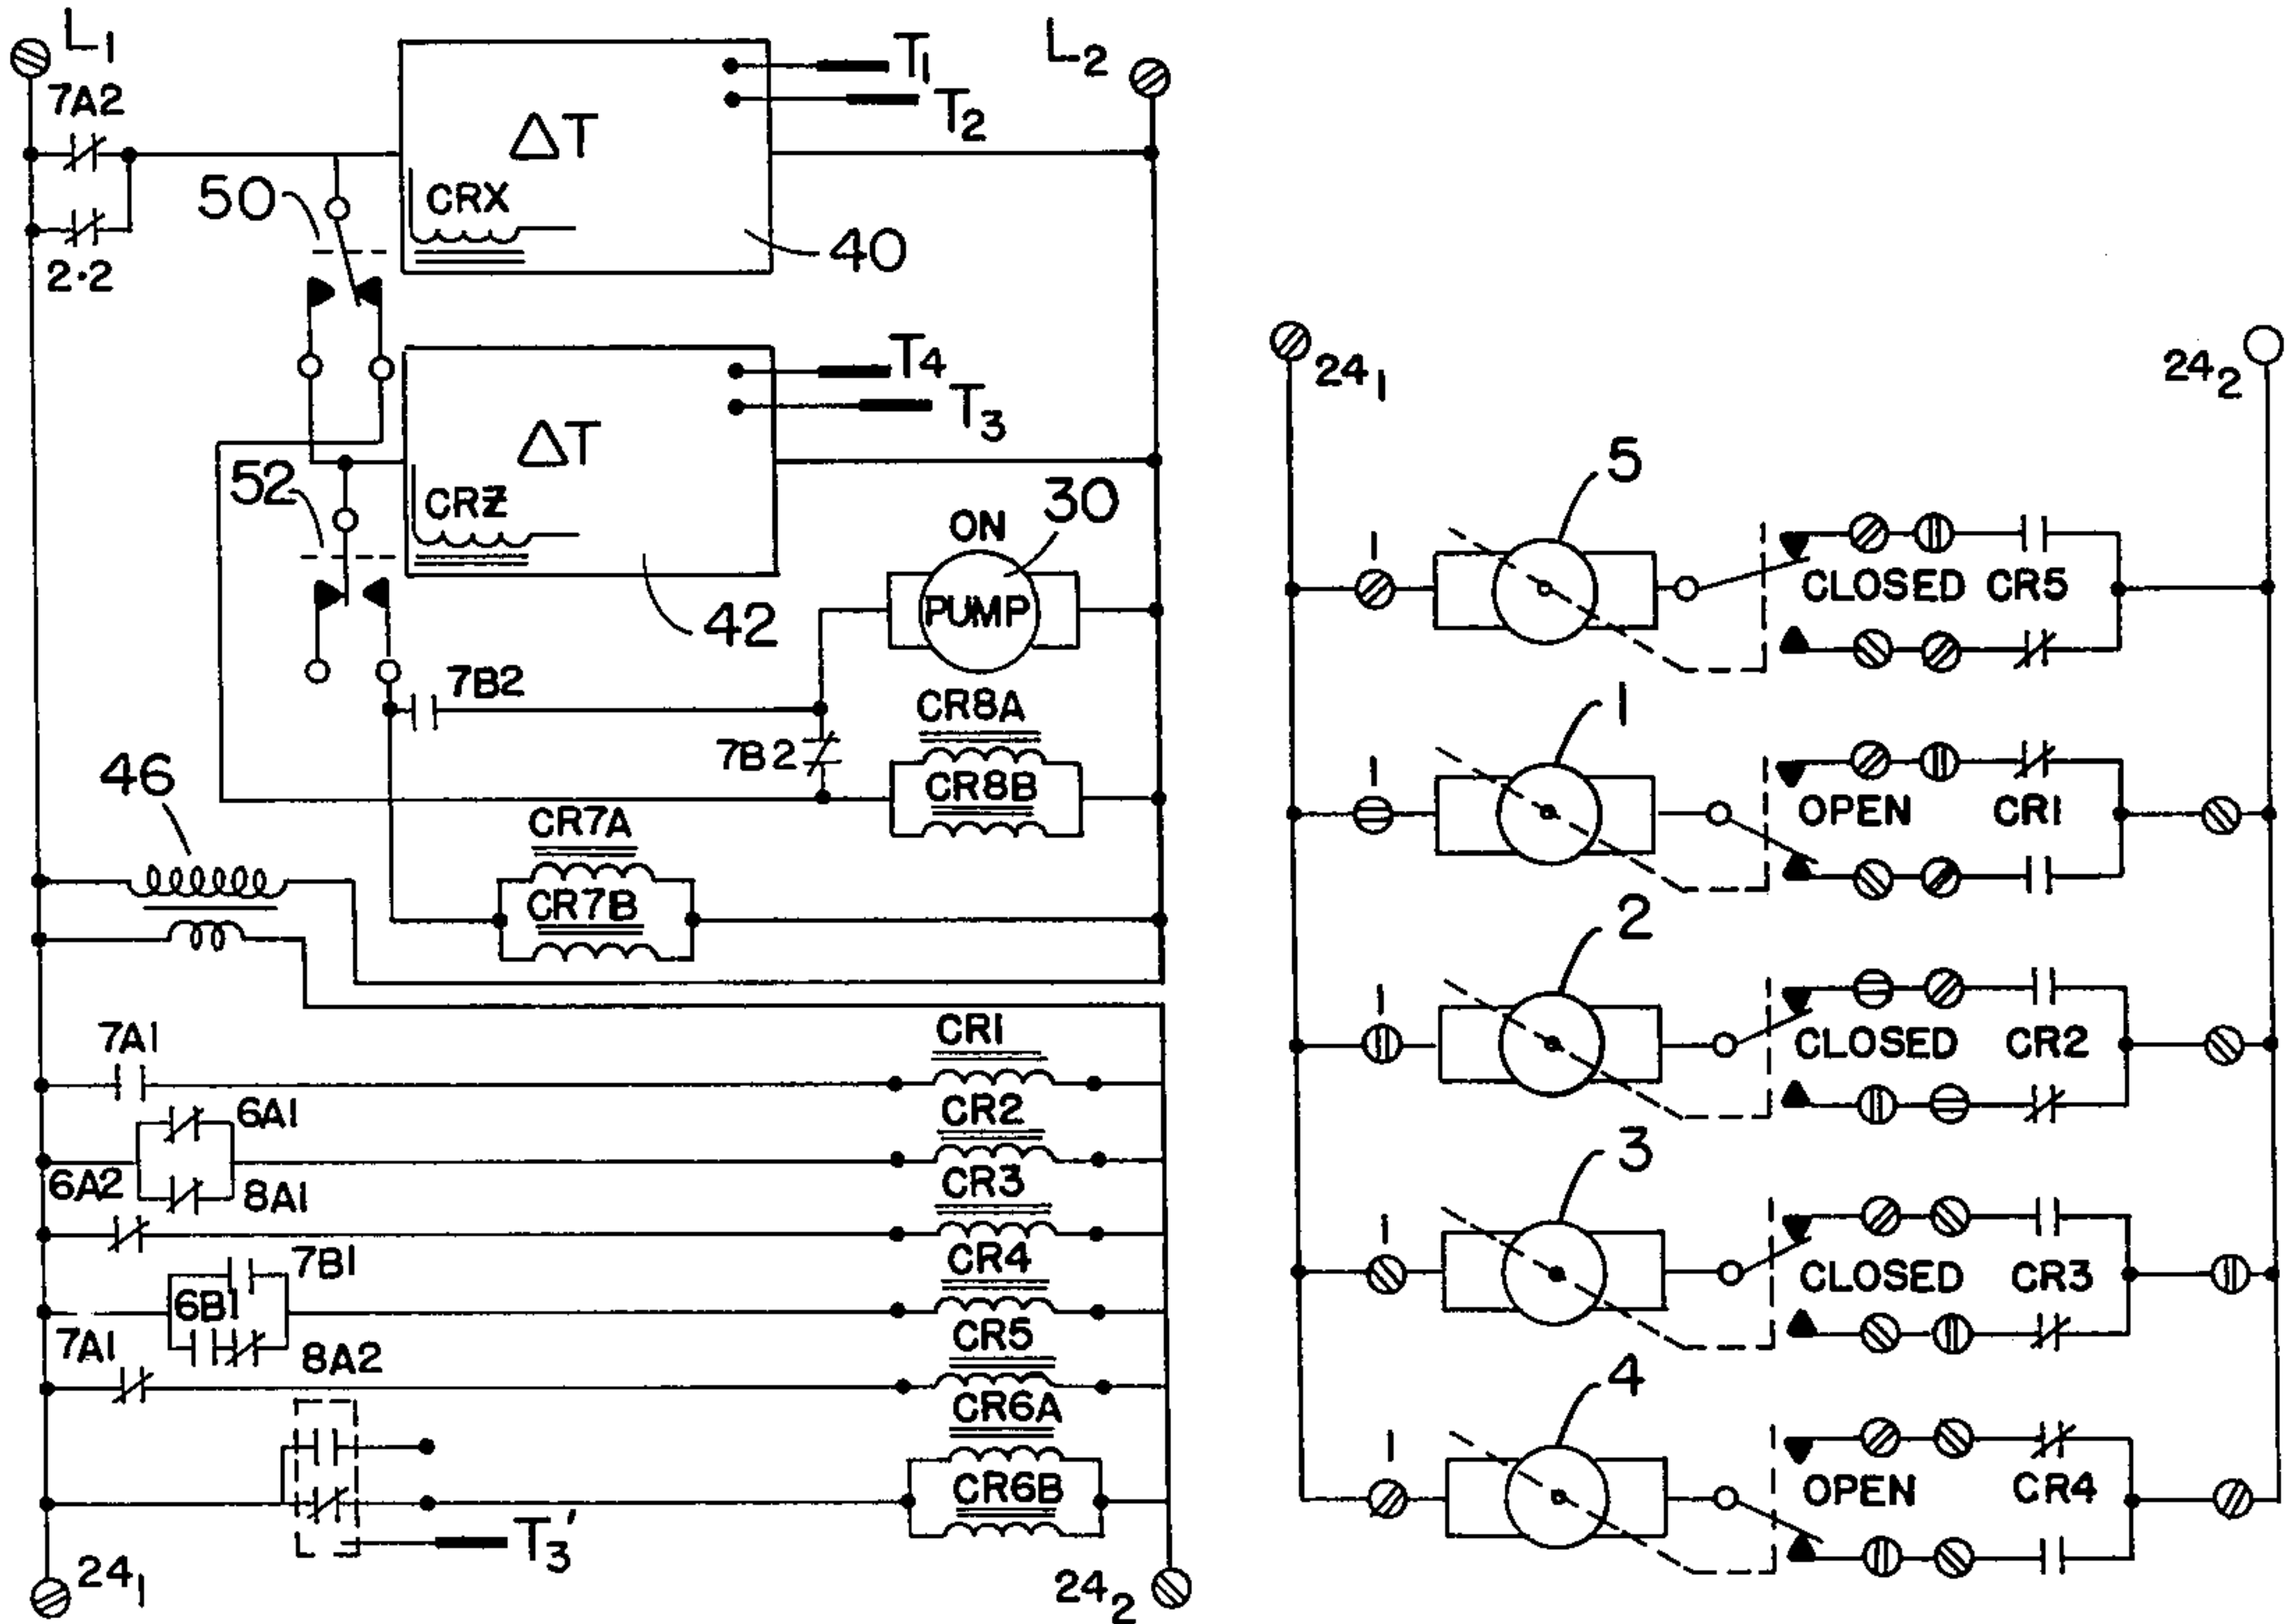 L1
L2
7A2
T1
T2
ΔT
50
CRX
40
2·2
T4
T3
ΔT
52
CRZ
ON
30
PUMP
42
7B2
CR8A
7B2
CR8B
46
CR7A
CR7B
7A1
CR1
6A1
CR2
6A2
8A1
CR3
7B1
CR4
6B1
7A1
8A2
CR5
CR6A
CR6B
T3'
241
242
241
242
5
1
CLOSED CR5
1
1
OPEN CR1
2
1
CLOSED CR2
3
1
CLOSED CR3
4
1
OPEN CR4